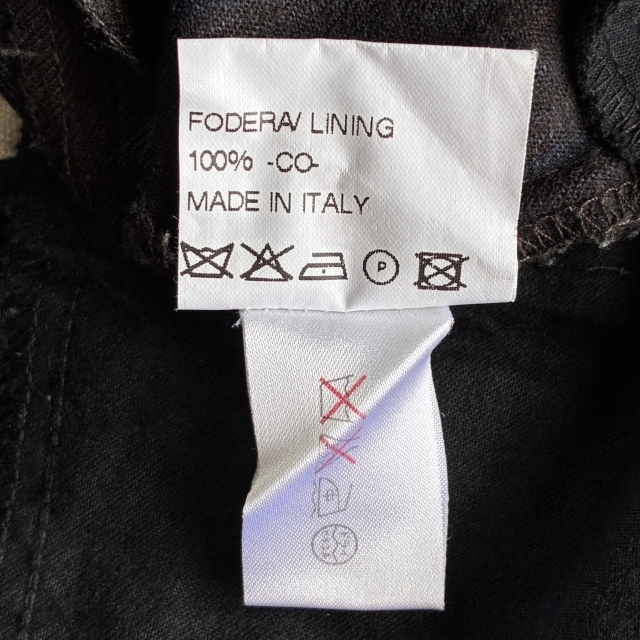 FODERA/ LINING
100% -CO-
MADE IN ITALY
P